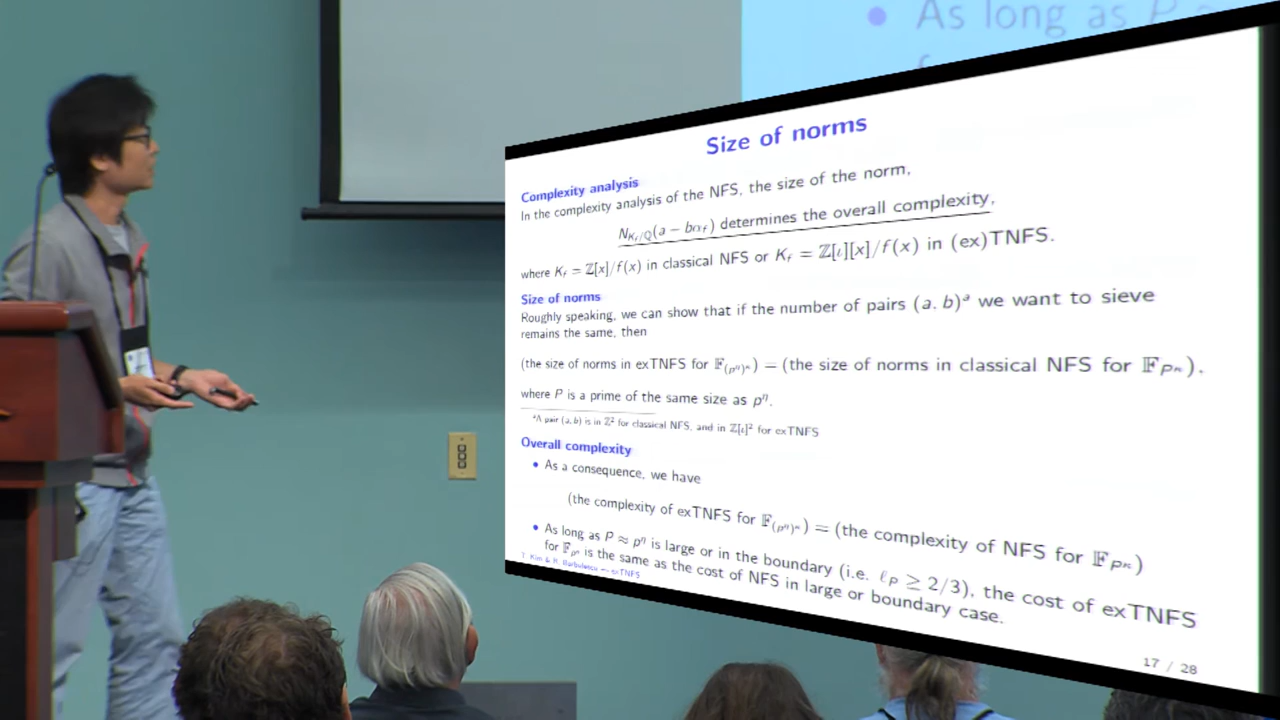 As long as P
Size of norms
Complexity analysis
In the complexity analysis of the NFS, the size of the norm,
N_{K_f/ℚ}(a − bα_f) determines the overall complexity,
where K_f = ℤ[x]/f(x) in classical NFS or K_f = ℤ[ι][x]/f(x) in (ex)TNFS.
Size of norms
Roughly speaking, we can show that if the number of pairs (a. b)ᵃ we want to sieve
remains the same, then
(the size of norms in exTNFS for 𝔽_{(p^η)^κ}) = (the size of norms in classical NFS for 𝔽_{P^κ}).
where P is a prime of the same size as p^η.
ᵃA pair (a, b) is in ℤ² for classical NFS, and in ℤ[ι]² for exTNFS
Overall complexity
• As a consequence, we have
(the complexity of exTNFS for 𝔽_{(p^η)^κ}) = (the complexity of NFS for 𝔽_{P^κ})
• As long as P ≈ p^η is large or in the boundary (i.e. ℓ_P ≥ 2/3), the cost of exTNFS
for 𝔽_{p^n} is the same as the cost of NFS in large or boundary case.
T. Kim & R. Barbulescu — exTNFS
17 / 28